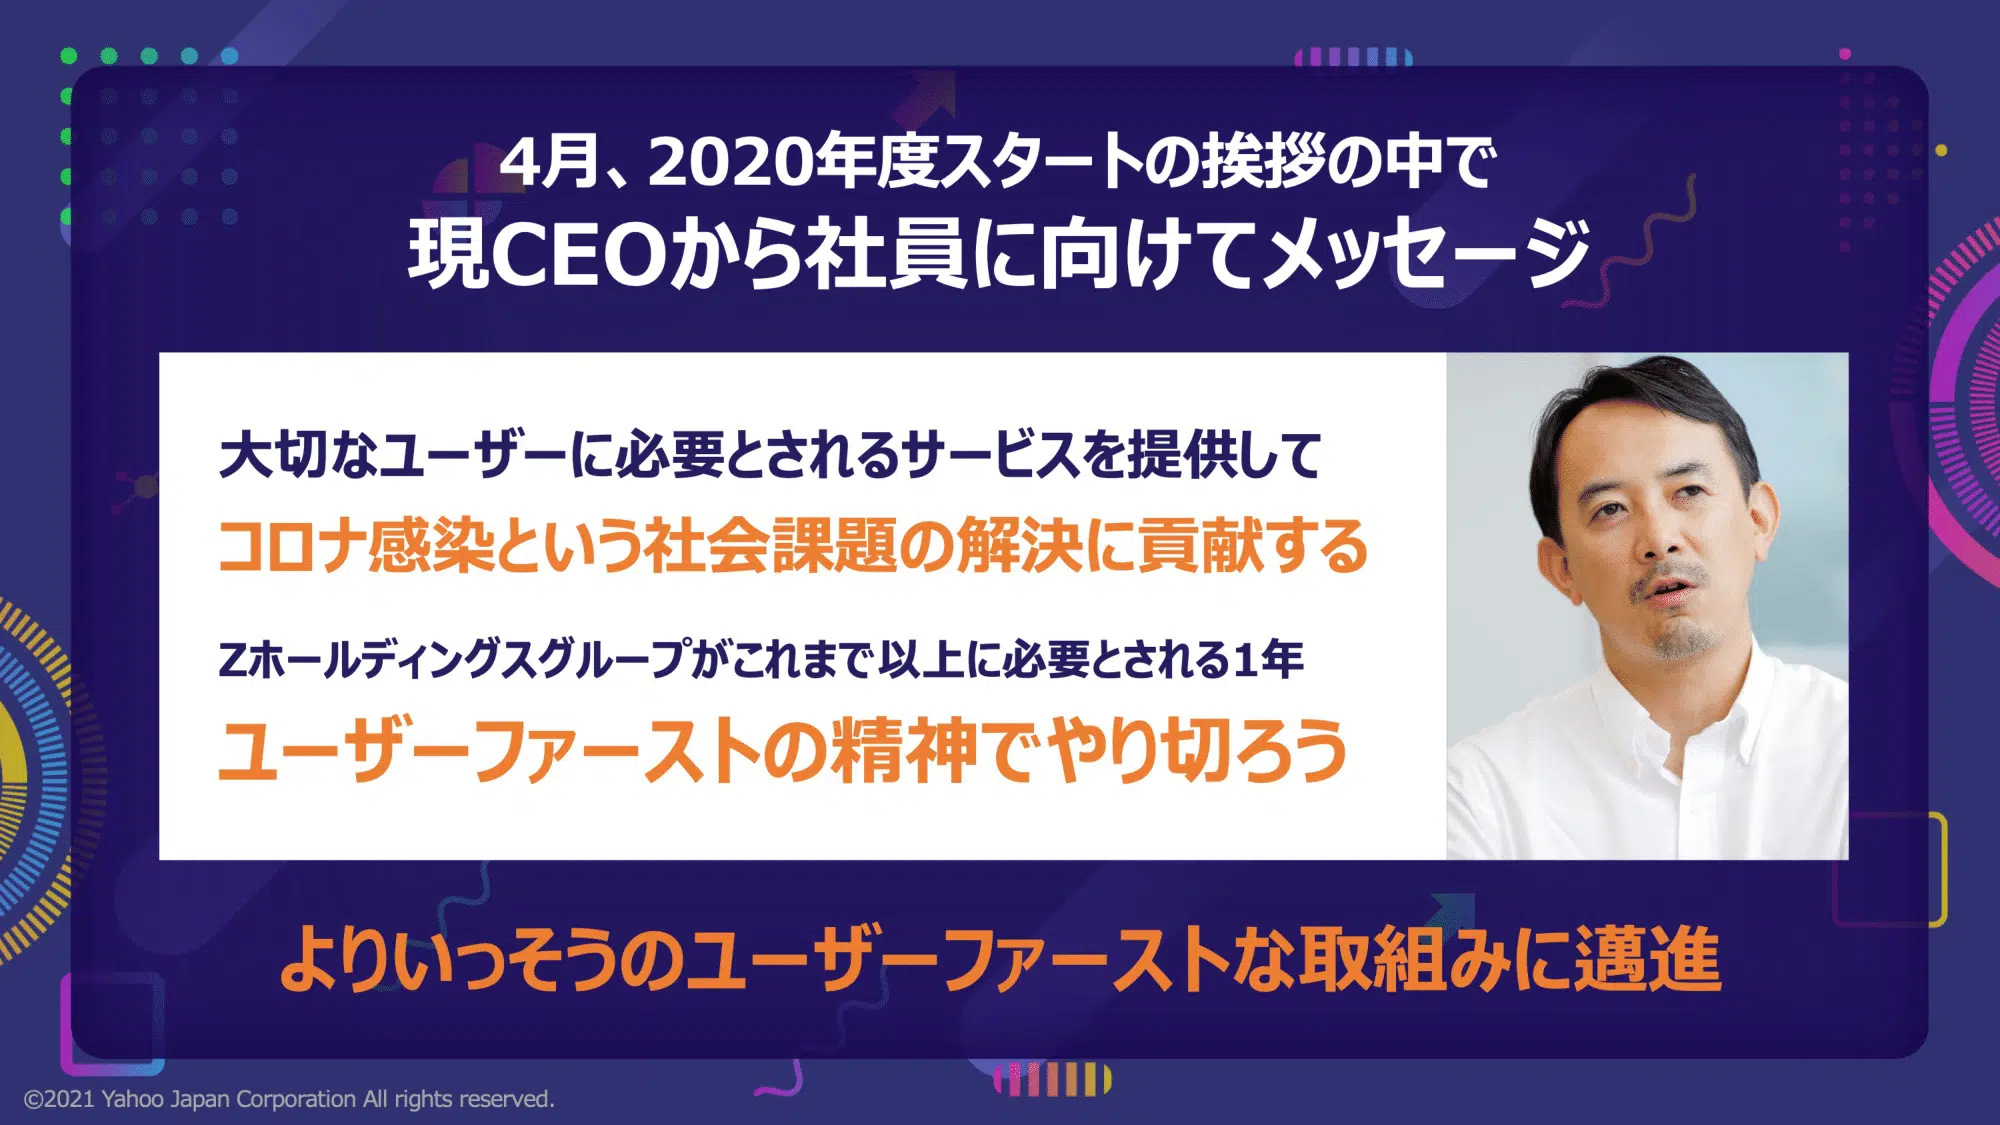 4月、2020年度スタートの挨拶の中で
現CEOから社員に向けてメッセージ
大切なユーザーに必要とされるサービスを提供して
コロナ感染という社会課題の解決に貢献する
Zホールディングスグループがこれまで以上に必要とされる1年
ユーザーファーストの精神でやり切ろう
よりいっそうのユーザーファーストな取組みに邁進
©2021 Yahoo Japan Corporation All rights reserved.